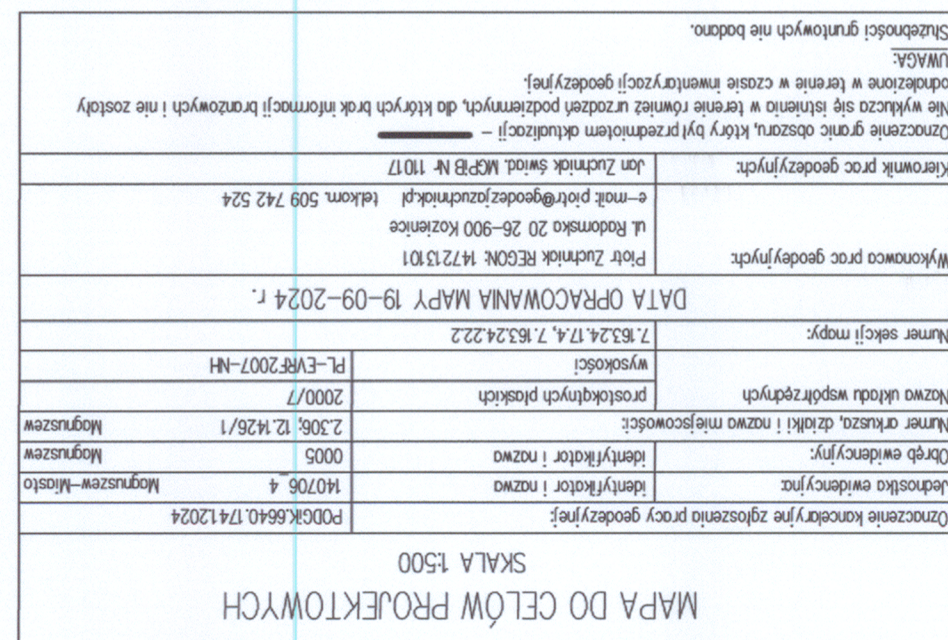 MAPA DO CELÓW PROJEKTOWYCH
SKALA 1:500
Oznaczenie kancelaryjne zgłoszenia pracy geodezyjnej: PODGiK.6640.1741.2024
Jednostka ewidencyjna: identyfikator i nazwa 140706_4 Magnuszew-Miasto
Obręb ewidencyjny: identyfikator i nazwa 0005 Magnuszew
Numer arkusza, działki i nazwa miejscowości: 2.306; 12.1426/1 Magnuszew
Nazwa układu współrzędnych prostokątnych płaskich 2000/7
wysokości PL-EVRF2007-NH
Numer sekcji mapy: 7.163.24.17.4, 7.163.24.22.2
DATA OPRACOWANIA MAPY 19-09-2024 r.
Wykonawca prac geodezyjnych: Piotr Zuchniak REGON: 147213101
ul. Radomska 20 26-900 Kozienice
e-mail: piotr@geodezjazuchniak.pl tel.kom. 509 742 524
Kierownik prac geodezyjnych: Jan Zuchniak świad. MGPiB Nr 11017
Oznaczenie granic obszaru, który był przedmiotem aktualizacji –
Nie wyklucza się istnienia w terenie również urządzeń podziemnych, dla których brak informacji branżowych i nie zostały
odnalezione w terenie w czasie inwentaryzacji geodezyjnej.
UWAGA:
Służebności gruntowych nie badano.